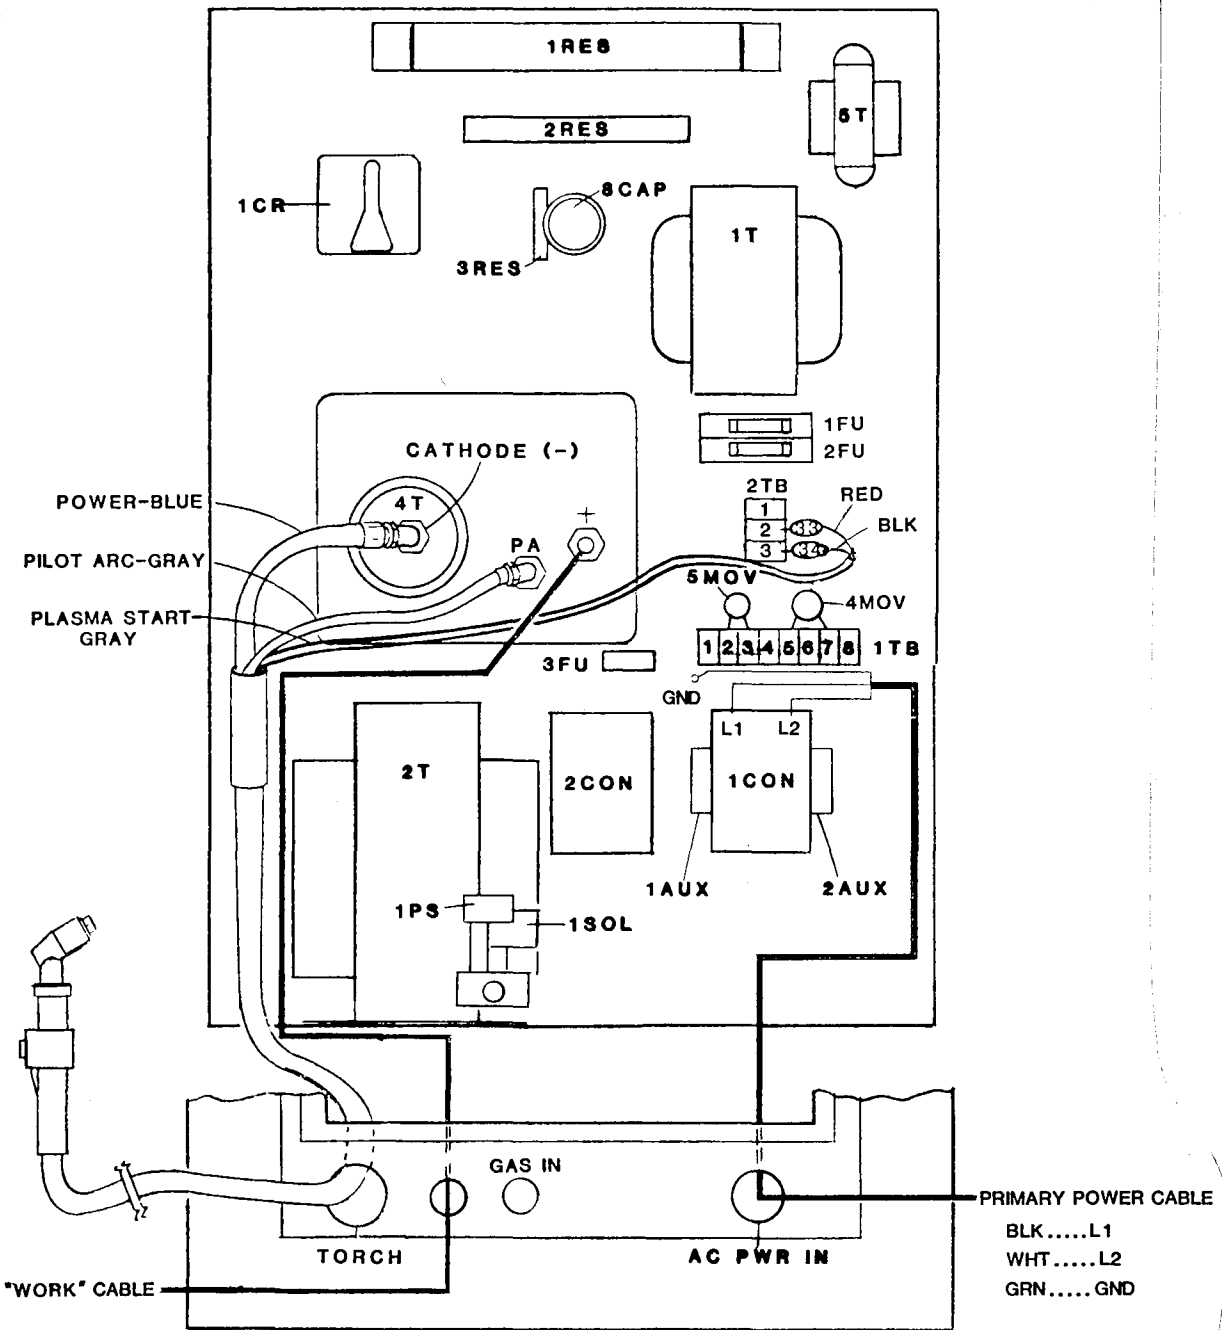 1RES
5T
2RES
1CR
8CAP
3RES
1T
1FU
2FU
CATHODE (-)
POWER-BLUE
4T
+
2TB
1
2
3
33
34
RED
BLK
PILOT ARC-GRAY
PA
PLASMA START
GRAY
5MOV
4MOV
1 2 3 4 5 6 7 8
1TB
3FU
GND
L1 L2
2T
2CON
1CON
1AUX
2AUX
1PS
1SOL
GAS IN
TORCH
AC PWR IN
PRIMARY POWER CABLE
BLK.....L1
WHT.....L2
GRN.....GND
"WORK" CABLE